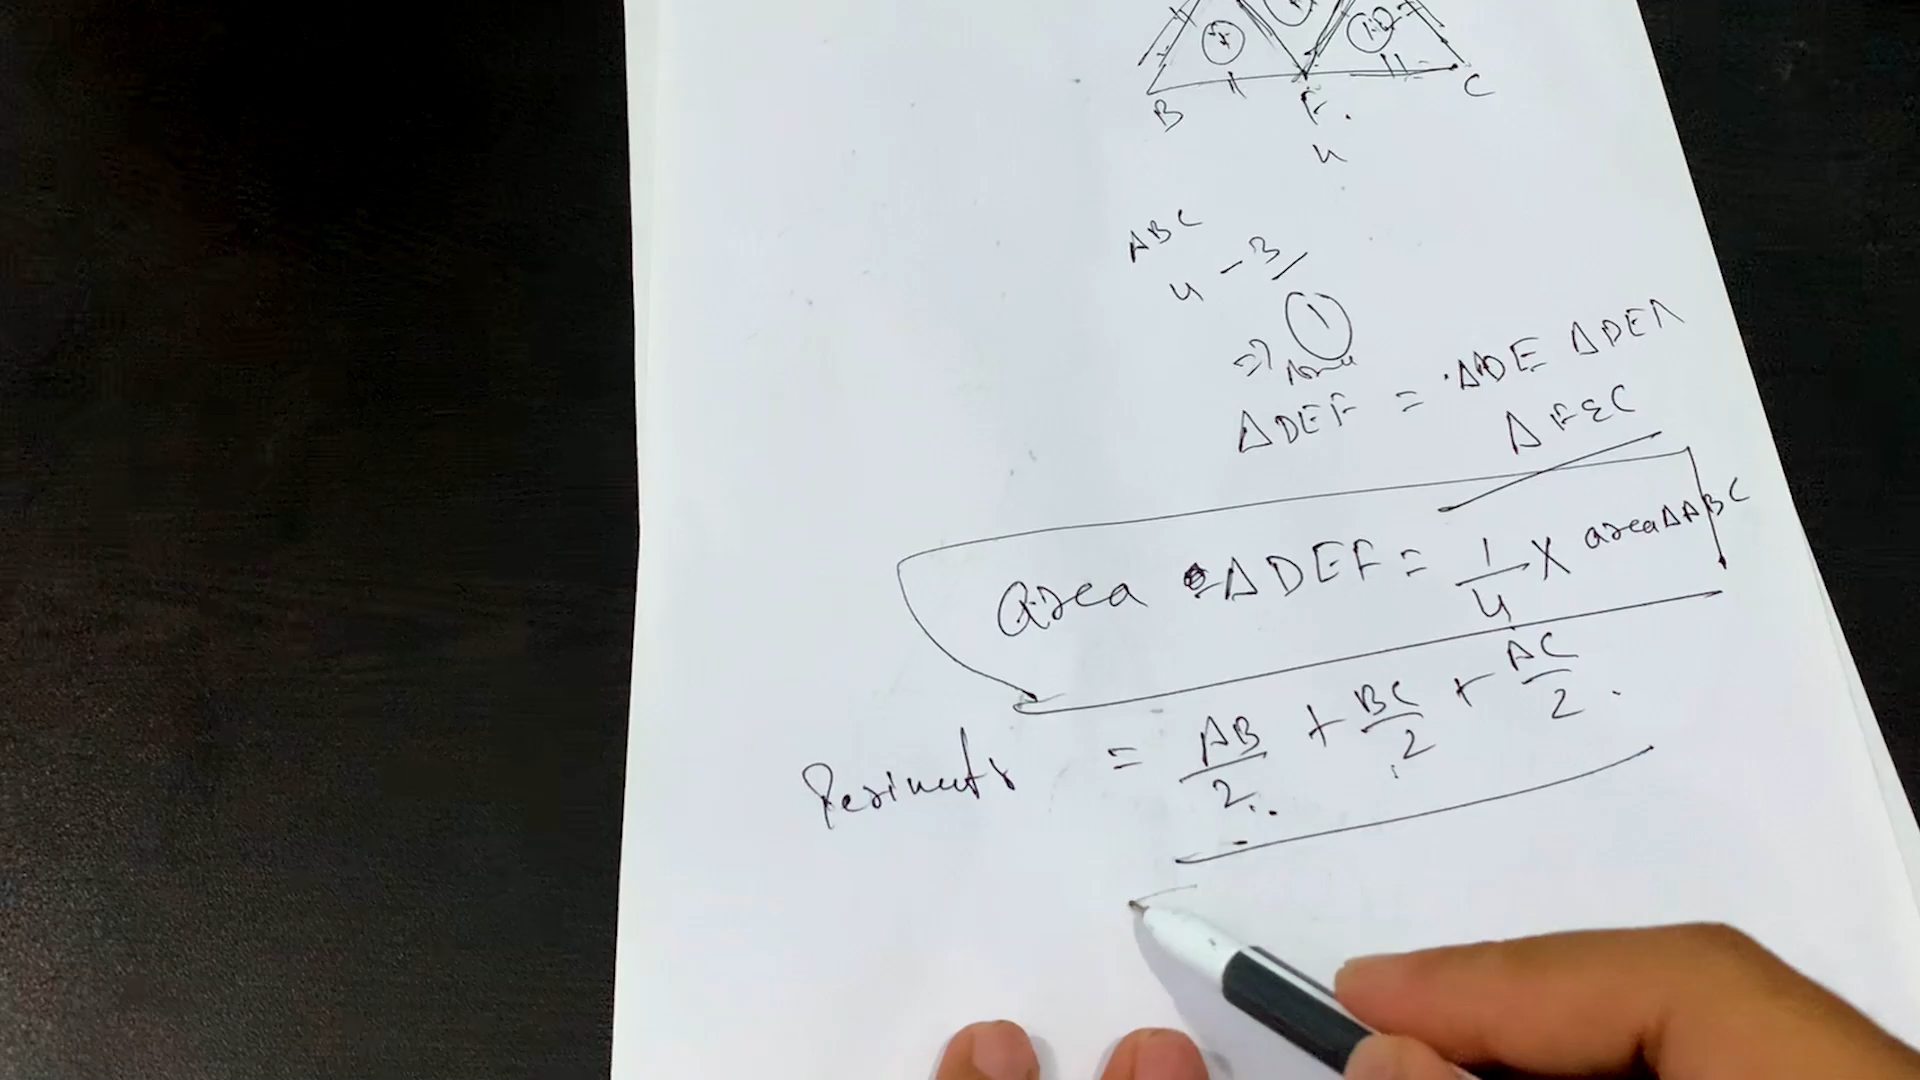 B F. C
4
ABC
4 - 3
=> 1
ΔDEF = ΔADE ΔDEA
ΔFEC
area ΔDEF = 1/4 X area ΔABC
= AB/2 + BC/2 + AC/2